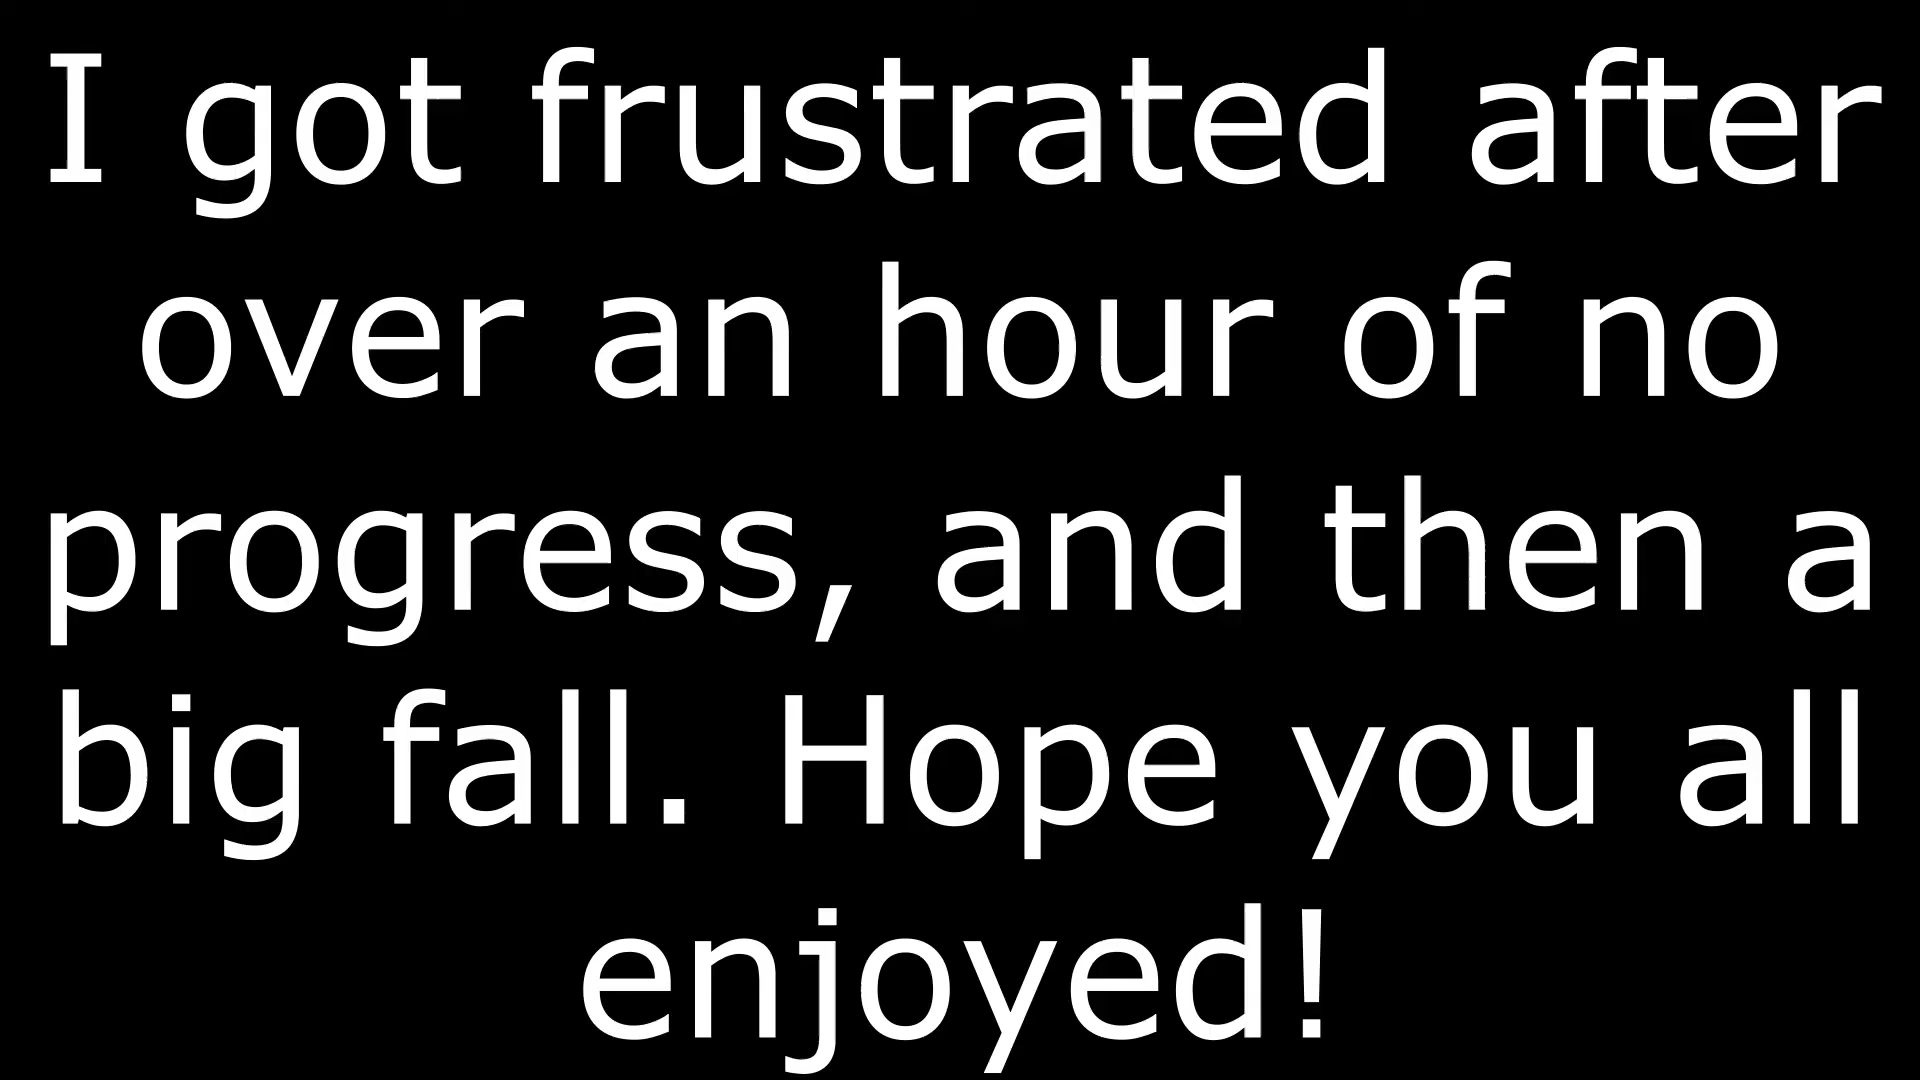 I got frustrated after
over an hour of no
progress, and then a
big fall. Hope you all
enjoyed!